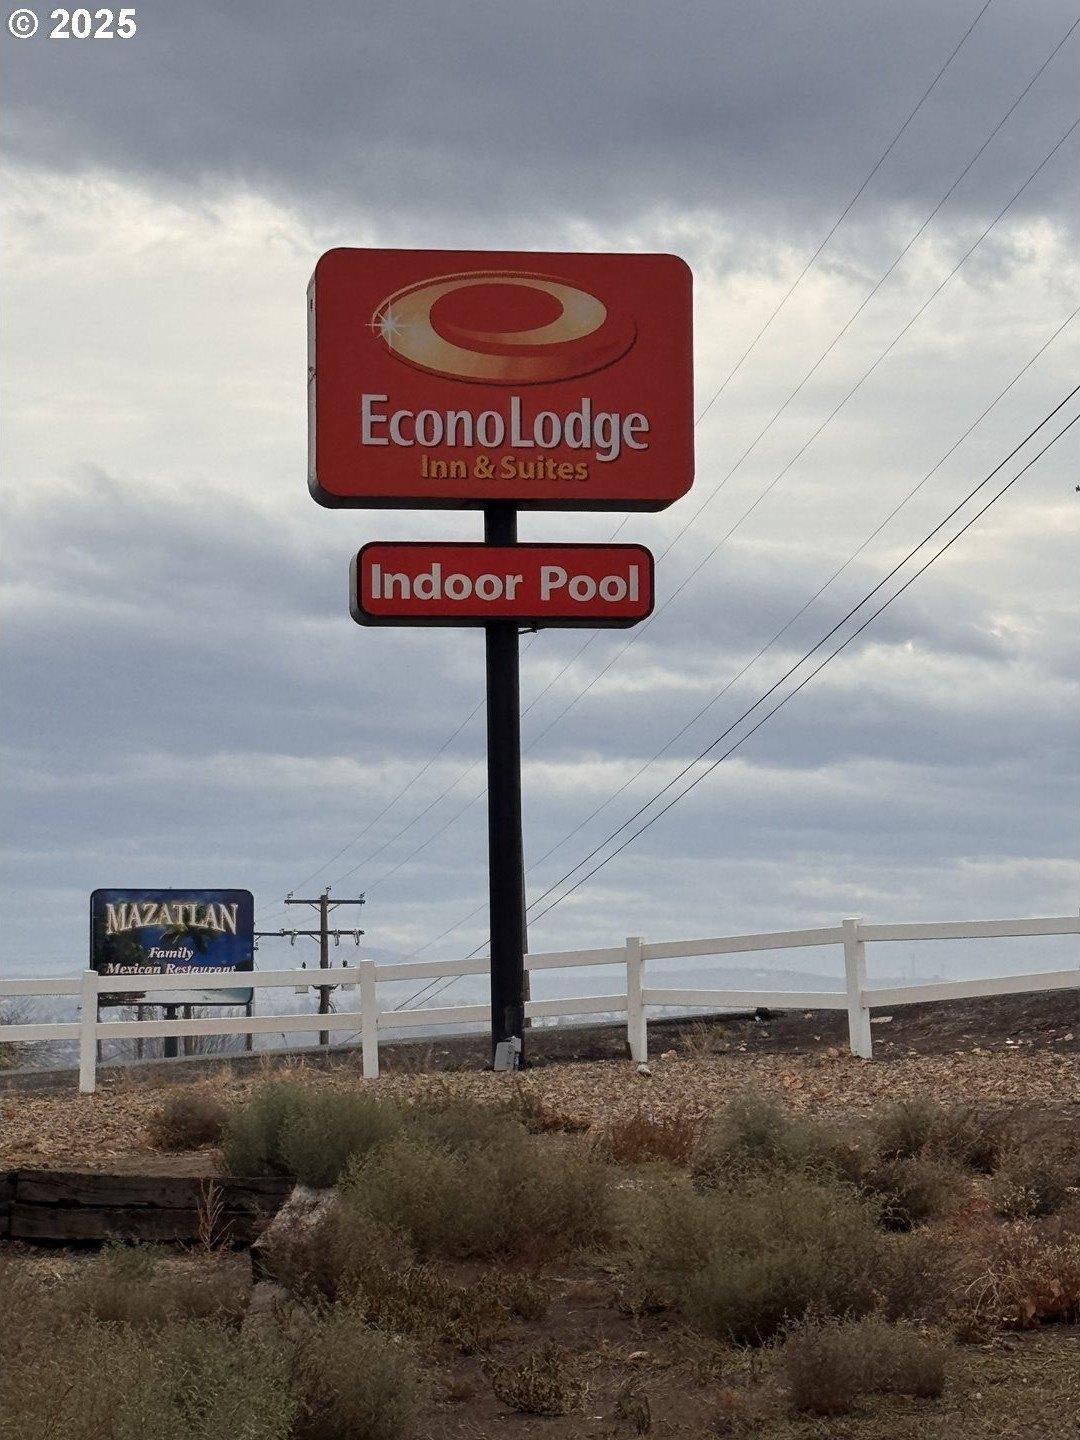 © 2025
EconoLodge
Inn & Suites
Indoor Pool
MAZATLAN
Family
Mexican Restaurant